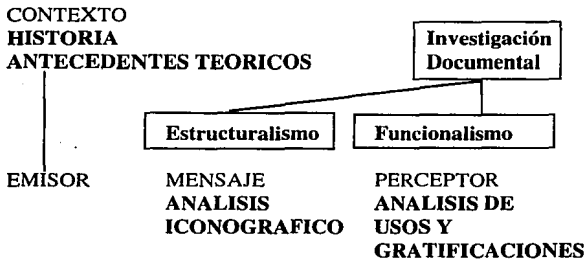 CONTEXTO
HISTORIA
ANTECEDENTES TEORICOS
Investigación
Documental
Estructuralismo
Funcionalismo
EMISOR
MENSAJE
ANALISIS
ICONOGRAFICO
PERCEPTOR
ANALISIS DE
USOS Y
GRATIFICACIONES